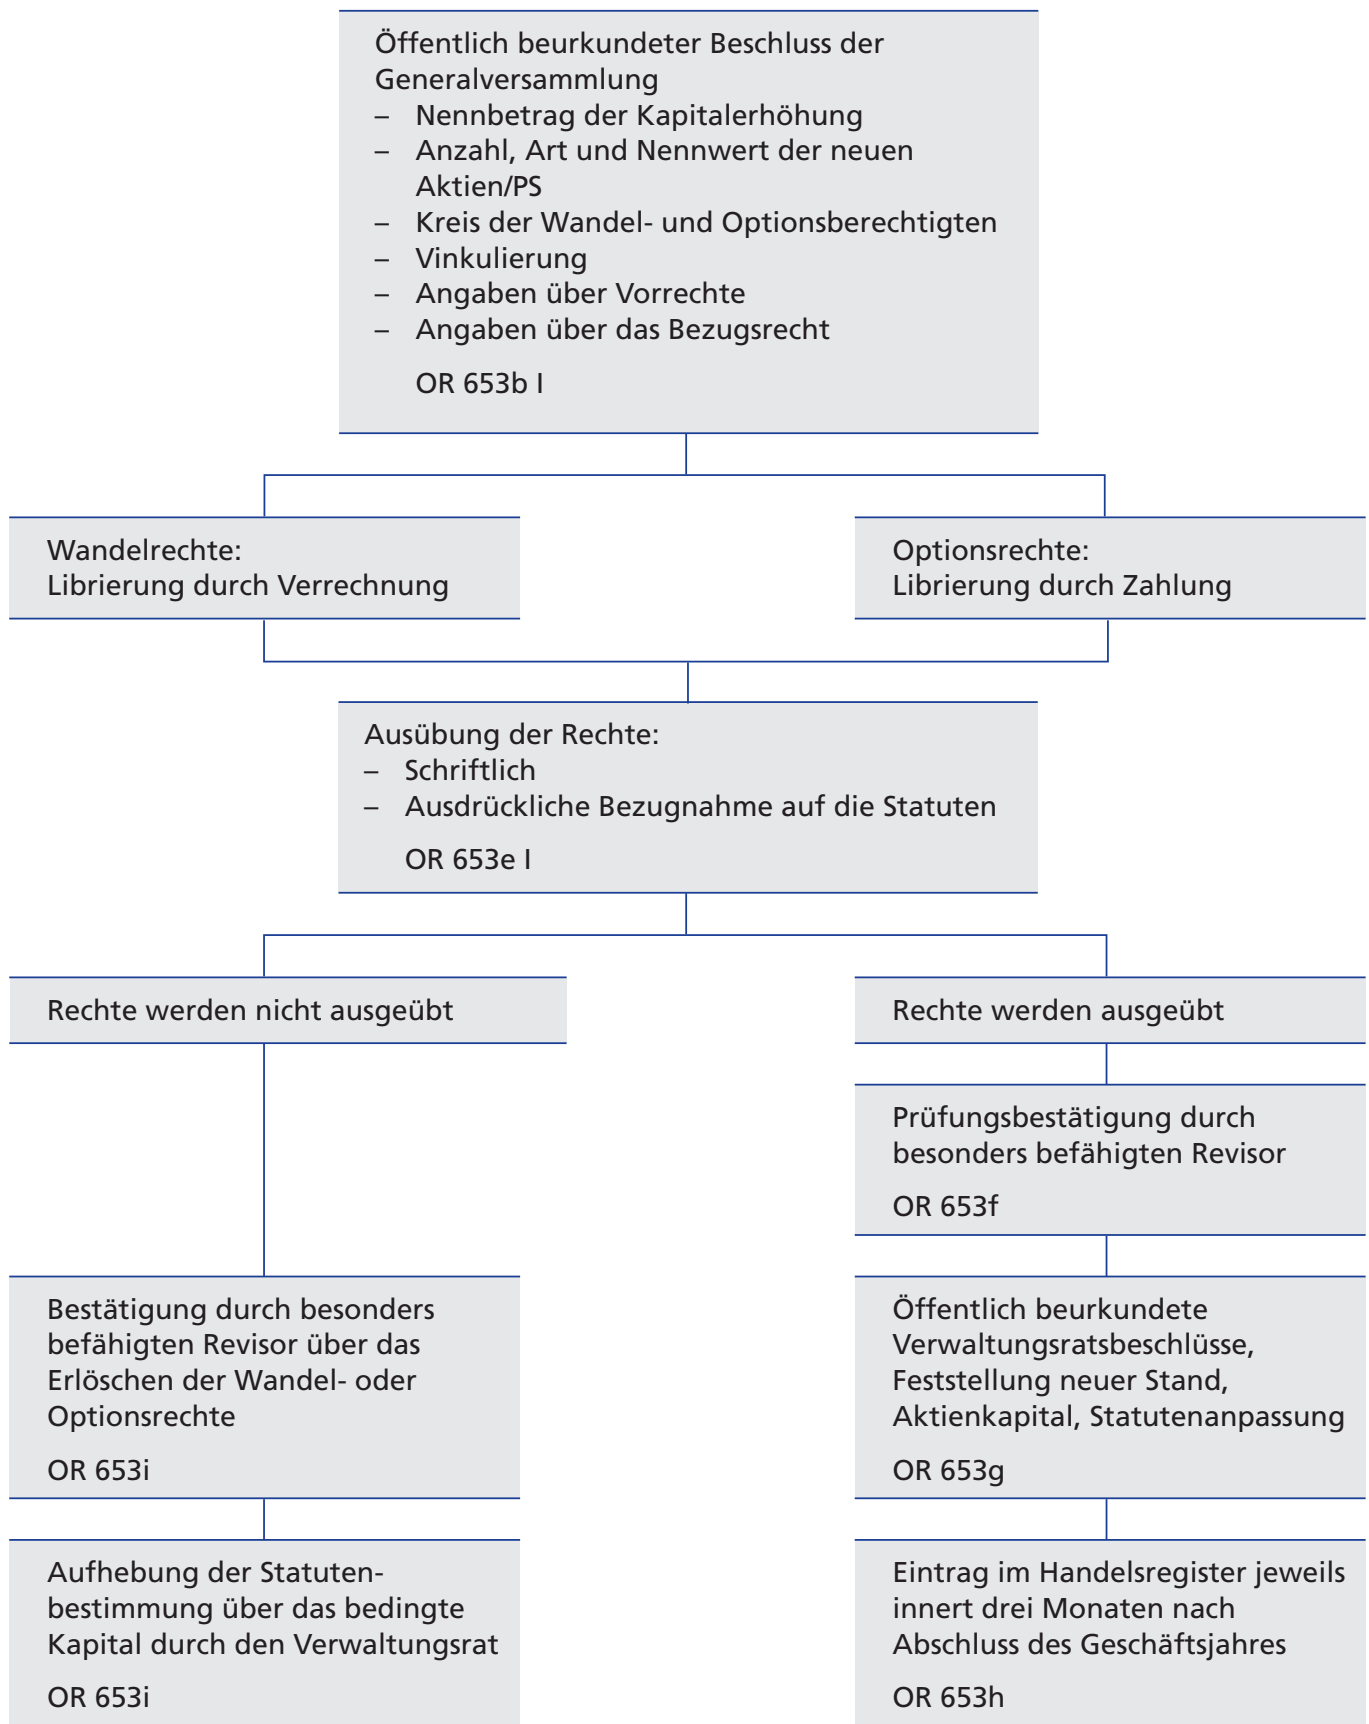 Öffentlich beurkundeter Beschluss der
Generalversammlung
– Nennbetrag der Kapitalerhöhung
– Anzahl, Art und Nennwert der neuen
Aktien/PS
– Kreis der Wandel- und Optionsberechtigten
– Vinkulierung
– Angaben über Vorrechte
– Angaben über das Bezugsrecht
OR 653b I
Wandelrechte:
Librierung durch Verrechnung
Optionsrechte:
Librierung durch Zahlung
Ausübung der Rechte:
– Schriftlich
– Ausdrückliche Bezugnahme auf die Statuten
OR 653e I
Rechte werden nicht ausgeübt
Rechte werden ausgeübt
Prüfungsbestätigung durch
besonders befähigten Revisor
OR 653f
Bestätigung durch besonders
befähigten Revisor über das
Erlöschen der Wandel- oder
Optionsrechte
OR 653i
Öffentlich beurkundete
Verwaltungsratsbeschlüsse,
Feststellung neuer Stand,
Aktienkapital, Statutenanpassung
OR 653g
Aufhebung der Statuten-
bestimmung über das bedingte
Kapital durch den Verwaltungsrat
OR 653i
Eintrag im Handelsregister jeweils
innert drei Monaten nach
Abschluss des Geschäftsjahres
OR 653h